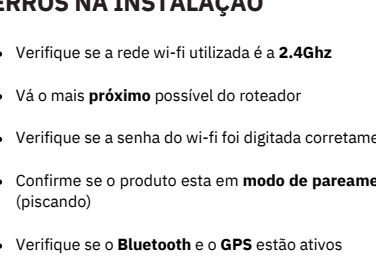 ERROS NA INSTALAÇÃO
• Verifique se a rede wi-fi utilizada é a 2.4Ghz
• Vá o mais próximo possível do roteador
• Verifique se a senha do wi-fi foi digitada
• Confirme se o produto esta em modo de
(piscando)
• Verifique se o Bluetooth e o GPS estão ativos